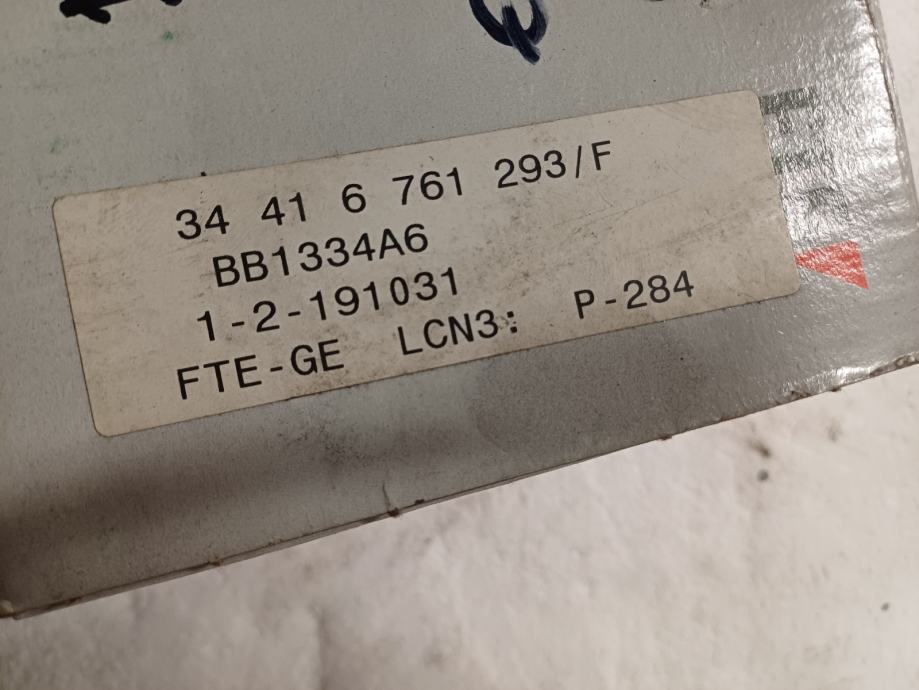 34 41 6 761 293/F
BB1334A6
1-2-191031
FTE-GE LCN3: P-284